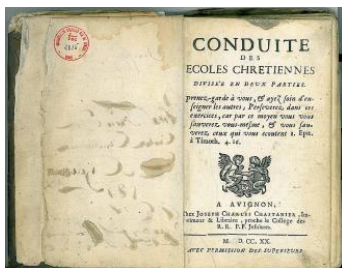 CONDUITE
DES
ECOLES CHRETIENNES
DIVISÉE EN DEUX PARTIES.
prenez-garde à vous, & ayez soin d'en-
seigner les autres, Perseverez dans ces
exercices, car par ce moyen vous vous
sauverez vous-mesme, & vous sau-
verez ceux qui vous écoutent 1. Epit.
à Timoth. 4. 16.
A AVIGNON,
Chez JOSEPH CHARLES CHASTANIER, Im-
primeur & Libraire, proche le College des
R. R. P. P. Jesuites.
M. D. CC. XX.
AVEC PERMISSION DES SUPERIEURS.